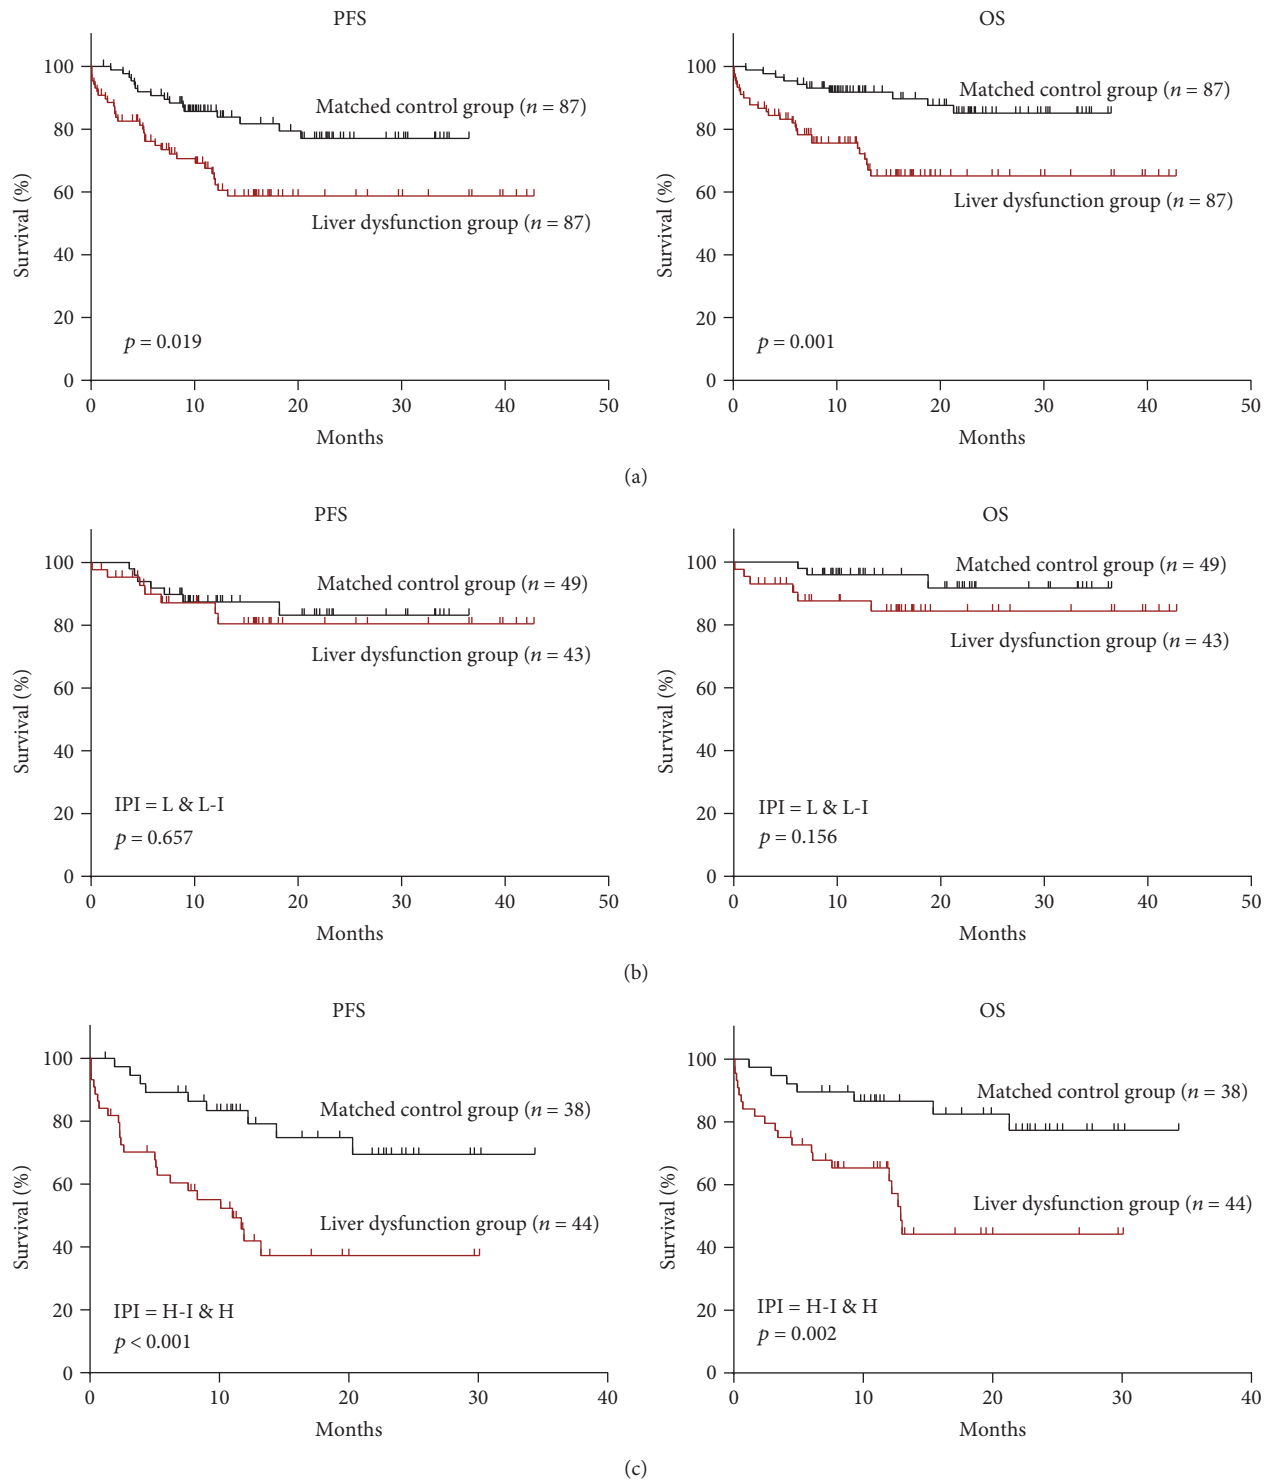 PFS
100
80
60
40
20
0
Survival (%)
Matched control group (n = 87)
Liver dysfunction group (n = 87)
p = 0.019
0 10 20 30 40 50
Months
OS
100
80
60
40
20
0
Survival (%)
Matched control group (n = 87)
Liver dysfunction group (n = 87)
p = 0.001
0 10 20 30 40 50
Months
(a)
PFS
100
80
60
40
20
0
Survival (%)
Matched control group (n = 49)
Liver dysfunction group (n = 43)
IPI = L & L-I
p = 0.657
0 10 20 30 40 50
Months
OS
100
80
60
40
20
0
Survival (%)
Matched control group (n = 49)
Liver dysfunction group (n = 43)
IPI = L & L-I
p = 0.156
0 10 20 30 40 50
Months
(b)
PFS
100
80
60
40
20
0
Survival (%)
Matched control group (n = 38)
Liver dysfunction group (n = 44)
IPI = H-I & H
p < 0.001
0 10 20 30 40
Months
OS
100
80
60
40
20
0
Survival (%)
Matched control group (n = 38)
Liver dysfunction group (n = 44)
IPI = H-I & H
p = 0.002
0 10 20 30 40
Months
(c)